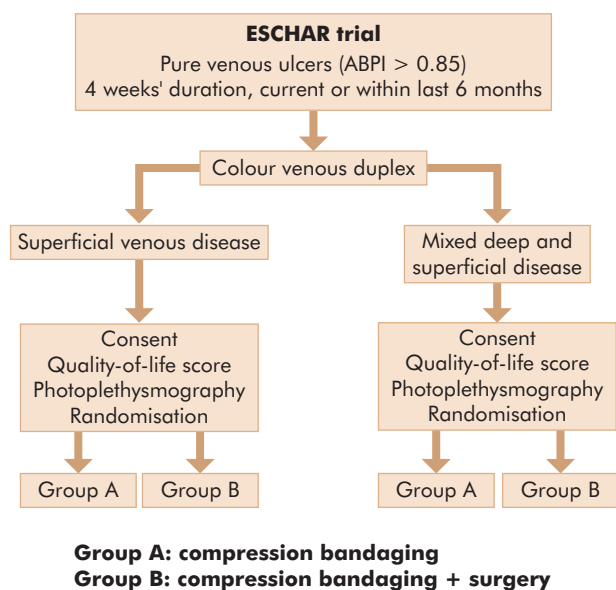 ESCHAR trial
Pure venous ulcers (ABPI > 0.85)
4 weeks' duration, current or within last 6 months
Colour venous duplex
Superficial venous disease
Mixed deep and
superficial disease
Consent
Quality-of-life score
Photoplethysmography
Randomisation
Consent
Quality-of-life score
Photoplethysmography
Randomisation
Group A
Group B
Group A
Group B
Group A: compression bandaging
Group B: compression bandaging + surgery